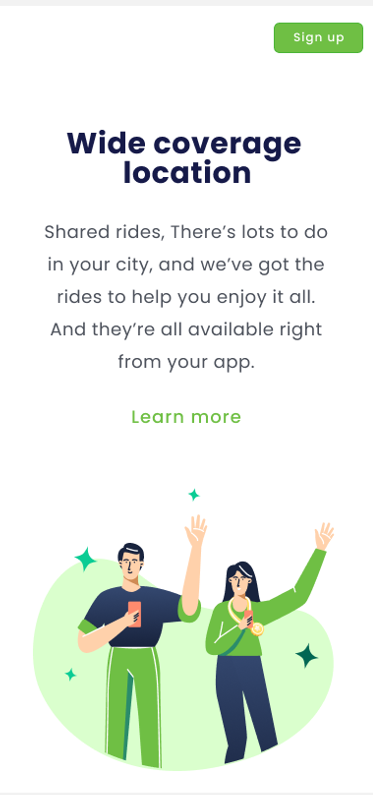 Sign up
Wide coverage
location
Shared rides, There’s lots to do
in your city, and we’ve got the
rides to help you enjoy it all.
And they’re all available right
from your app.
Learn more